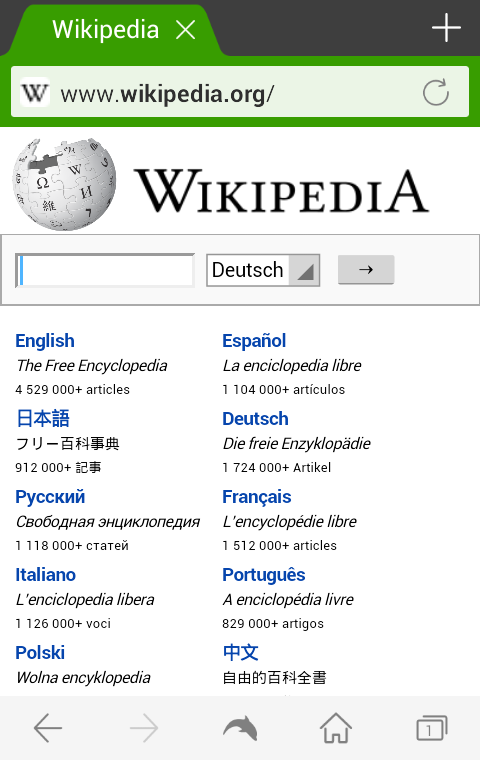 Wikipedia
www.wikipedia.org/
WIKIPEDIA
Deutsch →
English
The Free Encyclopedia
4 529 000+ articles
Español
La enciclopedia libre
1 104 000+ artículos
日本語
フリー百科事典
912 000+ 記事
Deutsch
Die freie Enzyklopädie
1 724 000+ Artikel
Русский
Свободная энциклопедия
1 118 000+ статей
Français
L'encyclopédie libre
1 512 000+ articles
Italiano
L'enciclopedia libera
1 126 000+ voci
Português
A enciclopédia livre
829 000+ artigos
Polski
Wolna encyklopedia
中文
自由的百科全書
1